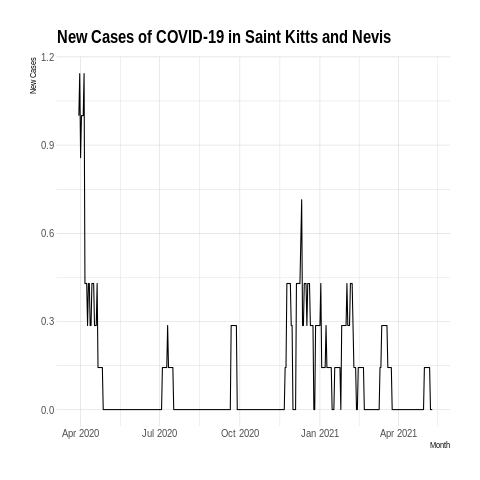 New Cases of COVID-19 in Saint Kitts and Nevis
New Cases
1.2
0.9
0.6
0.3
0.0
Apr 2020 Jul 2020 Oct 2020 Jan 2021 Apr 2021
Month